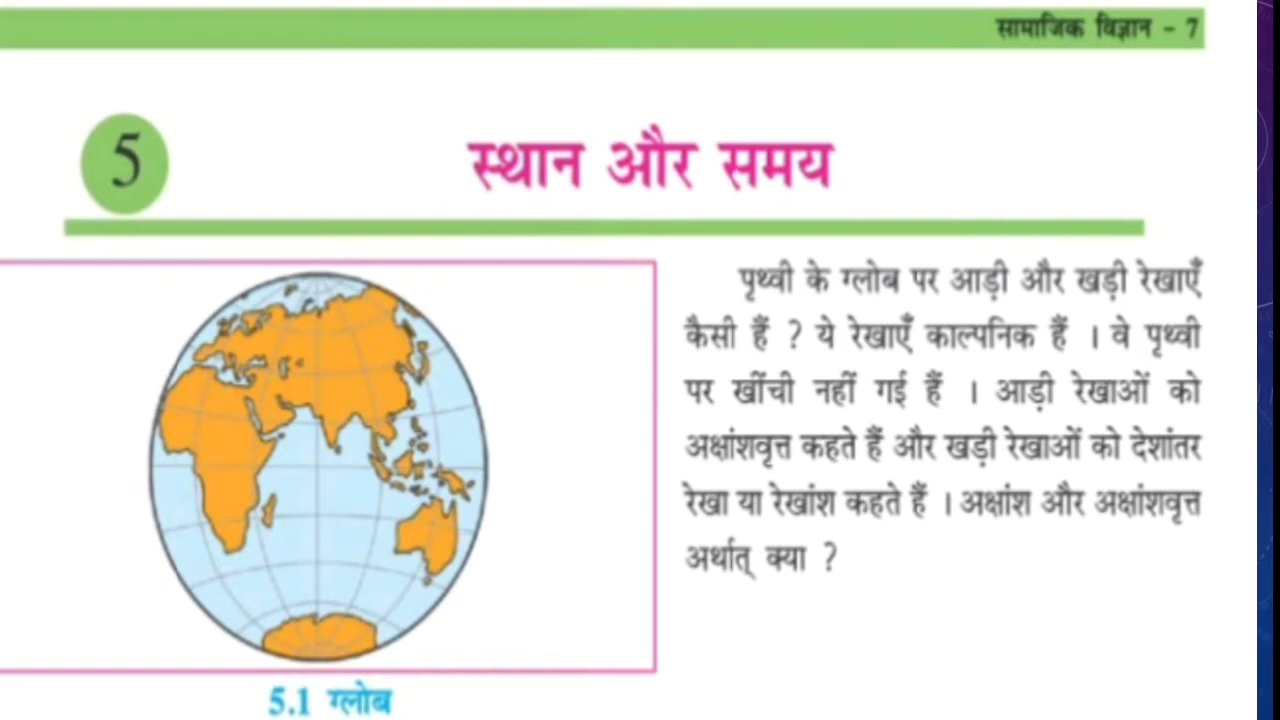 सामाजिक विज्ञान - 7
5
स्थान और समय
पृथ्वी के ग्लोब पर आड़ी और खड़ी रेखाएँ
कैसी हैं ? ये रेखाएँ काल्पनिक हैं । वे पृथ्वी
पर खींची नहीं गई हैं । आड़ी रेखाओं को
अक्षांशवृत्त कहते हैं और खड़ी रेखाओं को देशांतर
रेखा या रेखांश कहते हैं । अक्षांश और अक्षांशवृत्त
अर्थात् क्या ?
5.1 ग्लोब